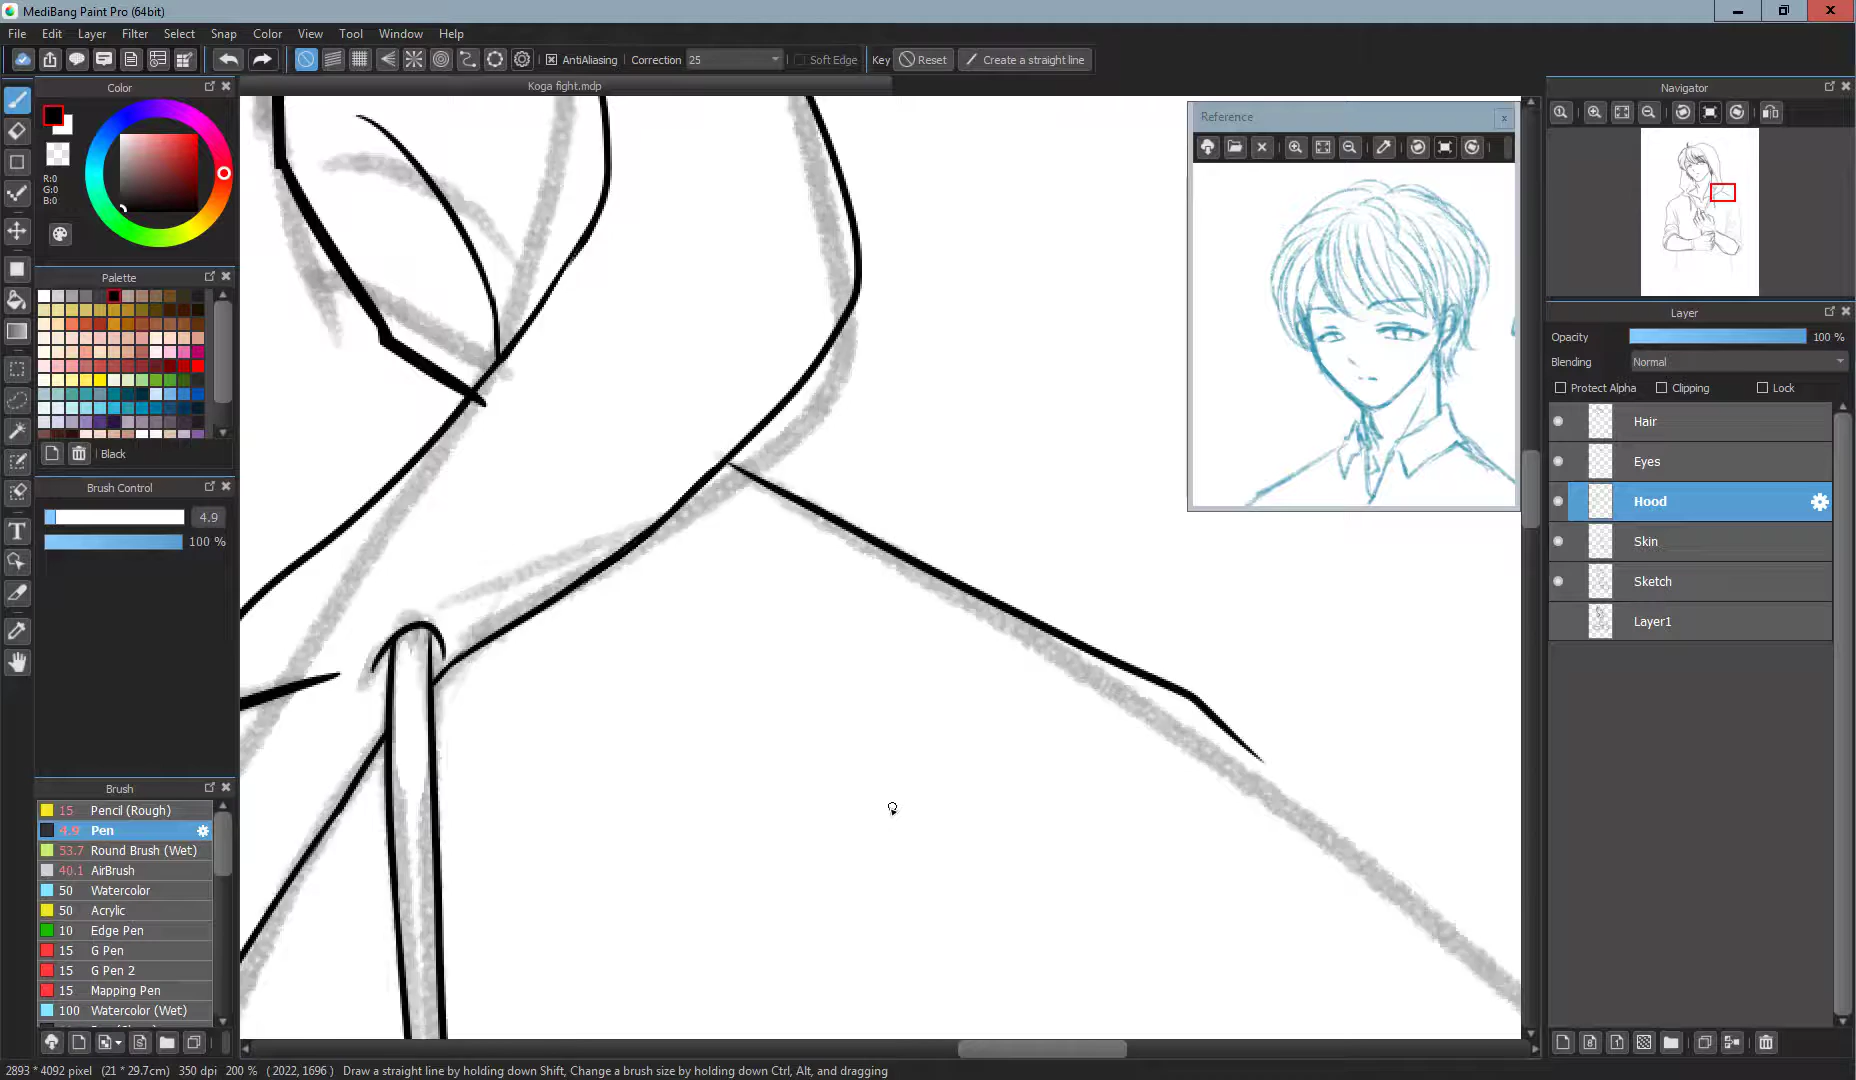 MediBang Paint Pro (64bit)
File Edit Layer Filter Select Snap Color View Tool Window Help
AntiAliasing Correction 25 Soft Edge Key Reset Create a straight line
Color
Koga fight.mdp
Reference
Navigator
R:0
G:0
B:0
Palette
Black
Brush Control
4.9
100 %
Brush
15 Pencil (Rough)
4.9 Pen
53.7 Round Brush (Wet)
40.1 AirBrush
50 Watercolor
50 Acrylic
10 Edge Pen
15 G Pen
15 G Pen 2
15 Mapping Pen
100 Watercolor (Wet)
Layer
Opacity 100 %
Blending Normal
Protect Alpha Clipping Lock
Hair
Eyes
Hood
Skin
Sketch
Layer1
2893 * 4092 pixel (21 * 29.7cm) 350 dpi 200 % ( 2022, 1696 ) Draw a straight line by holding down Shift, Change a brush size by holding down Ctrl, Alt, and dragging